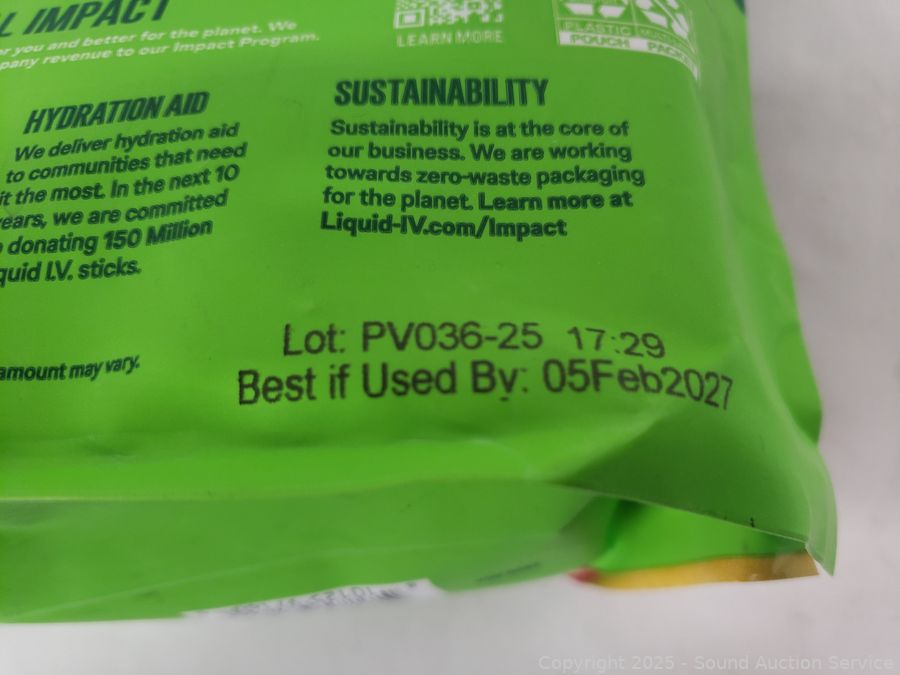 L IMPACT
or you and better for the planet. We
pany revenue to our Impact Program.
LEARN MORE
PLASTIC
POUCH
HYDRATION AID
We deliver hydration aid
to communities that need
it the most. In the next 10
years, we are committed
donating 150 Million
quid I.V. sticks.
SUSTAINABILITY
Sustainability is at the core of
our business. We are working
towards zero-waste packaging
for the planet. Learn more at
Liquid-IV.com/Impact
amount may vary.
Lot: PV036-25 17:29
Best if Used By: 05Feb2027
Copyright 2025 - Sound Auction Service